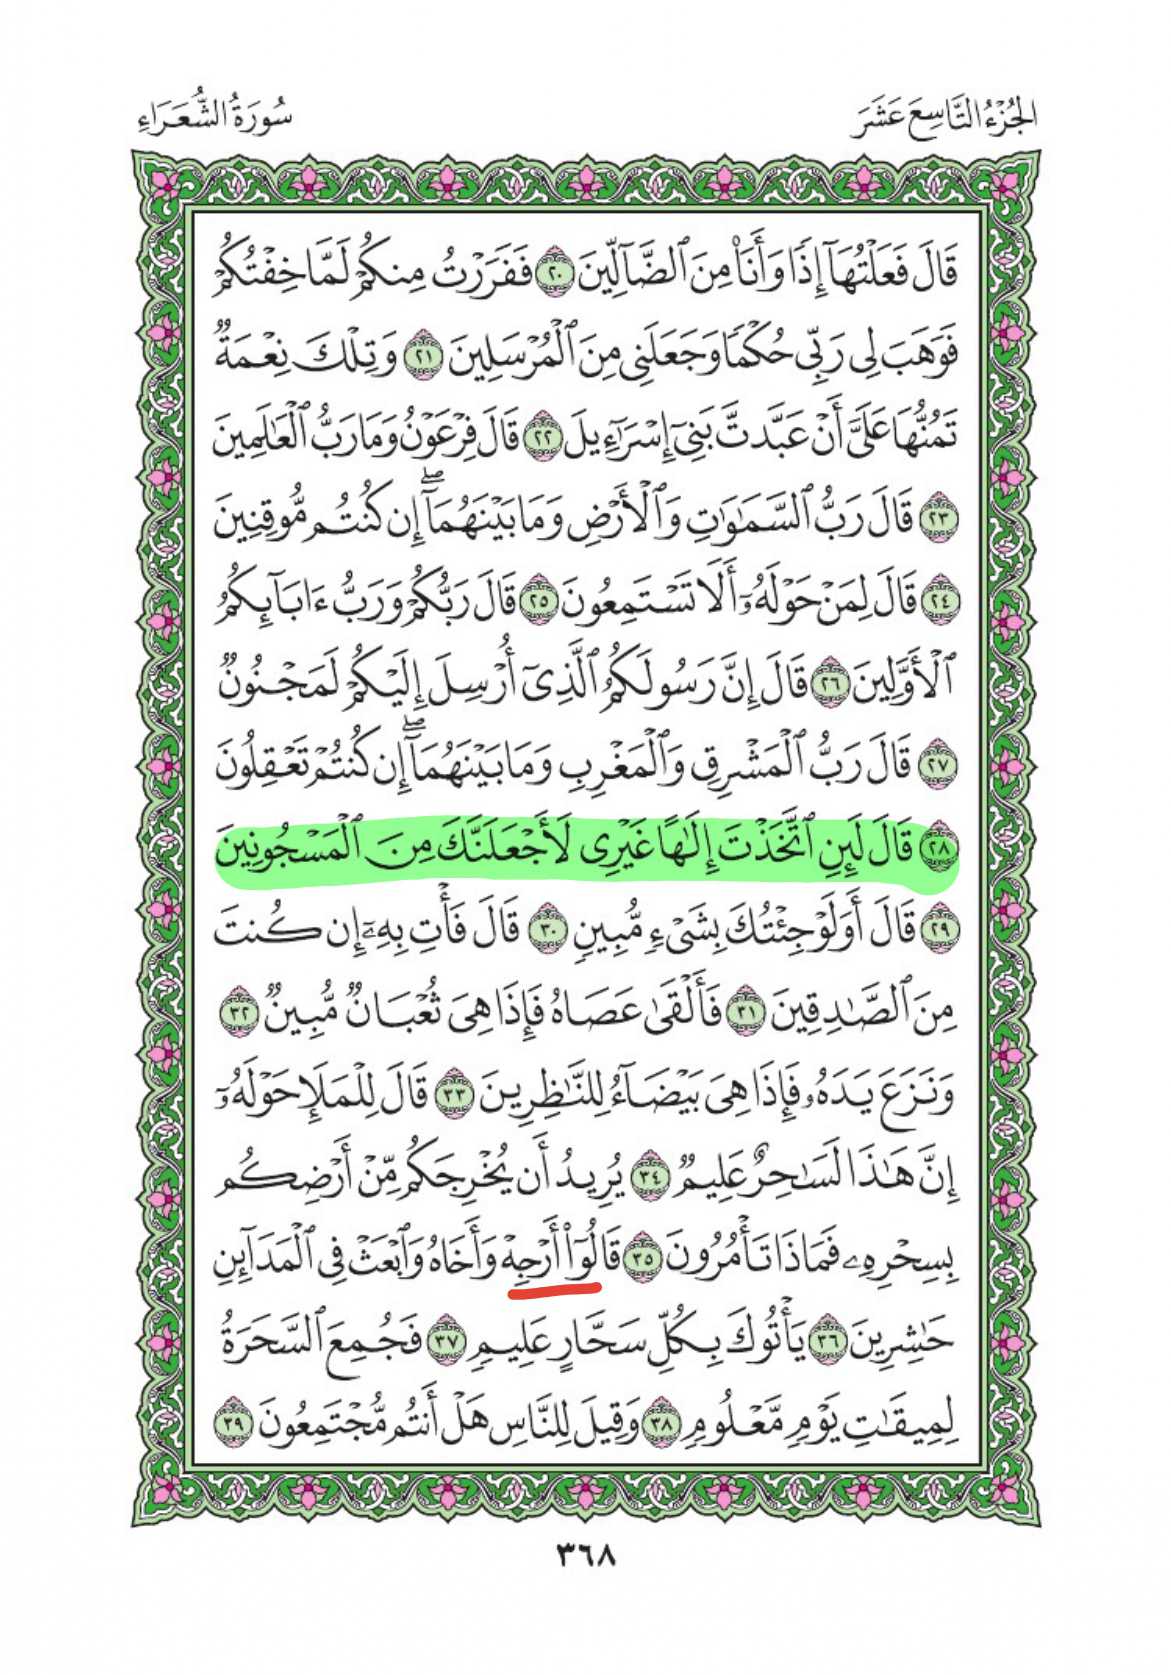 الجُزْءُ التَّاسِعَ عَشَرَ
سُورَةُ الشُّعَرَاءِ
قَالَ فَعَلْتُهَآ إِذًا وَأَنَا۠ مِنَ ٱلضَّآلِّينَ ٢٠ فَفَرَرْتُ مِنكُمْ لَمَّا خِفْتُكُمْ
فَوَهَبَ لِى رَبِّى حُكْمًا وَجَعَلَنِى مِنَ ٱلْمُرْسَلِينَ ٢١ وَتِلْكَ نِعْمَةٌ
تَمُنُّهَا عَلَىَّ أَنْ عَبَّدتَّ بَنِىٓ إِسْرَٰٓءِيلَ ٢٢ قَالَ فِرْعَوْنُ وَمَا رَبُّ ٱلْعَٰلَمِينَ
٢٣ قَالَ رَبُّ ٱلسَّمَٰوَٰتِ وَٱلْأَرْضِ وَمَا بَيْنَهُمَآ ۖ إِن كُنتُم مُّوقِنِينَ
٢٤ قَالَ لِمَنْ حَوْلَهُۥٓ أَلَا تَسْتَمِعُونَ ٢٥ قَالَ رَبُّكُمْ وَرَبُّ ءَابَآئِكُمُ
ٱلْأَوَّلِينَ ٢٦ قَالَ إِنَّ رَسُولَكُمُ ٱلَّذِىٓ أُرْسِلَ إِلَيْكُمْ لَمَجْنُونٌ
٢٧ قَالَ رَبُّ ٱلْمَشْرِقِ وَٱلْمَغْرِبِ وَمَا بَيْنَهُمَآ ۖ إِن كُنتُمْ تَعْقِلُونَ
٢٨ قَالَ لَئِنِ ٱتَّخَذْتَ إِلَٰهًا غَيْرِى لَأَجْعَلَنَّكَ مِنَ ٱلْمَسْجُونِينَ
٢٩ قَالَ أَوَلَوْ جِئْتُكَ بِشَىْءٍ مُّبِينٍ ٣٠ قَالَ فَأْتِ بِهِۦٓ إِن كُنتَ
مِنَ ٱلصَّٰدِقِينَ ٣١ فَأَلْقَىٰ عَصَاهُ فَإِذَا هِىَ ثُعْبَانٌ مُّبِينٌ ٣٢
وَنَزَعَ يَدَهُۥ فَإِذَا هِىَ بَيْضَآءُ لِلنَّٰظِرِينَ ٣٣ قَالَ لِلْمَلَإِ حَوْلَهُۥٓ
إِنَّ هَٰذَا لَسَٰحِرٌ عَلِيمٌ ٣٤ يُرِيدُ أَن يُخْرِجَكُم مِّنْ أَرْضِكُم
بِسِحْرِهِۦ فَمَاذَا تَأْمُرُونَ ٣٥ قَالُوٓا۟ أَرْجِهْ وَأَخَاهُ وَٱبْعَثْ فِى ٱلْمَدَآئِنِ
حَٰشِرِينَ ٣٦ يَأْتُوكَ بِكُلِّ سَحَّارٍ عَلِيمٍ ٣٧ فَجُمِعَ ٱلسَّحَرَةُ
لِمِيقَٰتِ يَوْمٍ مَّعْلُومٍ ٣٨ وَقِيلَ لِلنَّاسِ هَلْ أَنتُم مُّجْتَمِعُونَ ٣٩
٣٦٨